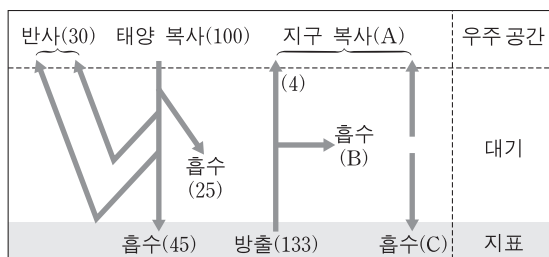 반사(30) 태양 복사(100) 지구 복사(A) 우주 공간
(4)
흡수
(B)
대기
흡수
(25)
흡수(45) 방출(133) 흡수(C) 지표